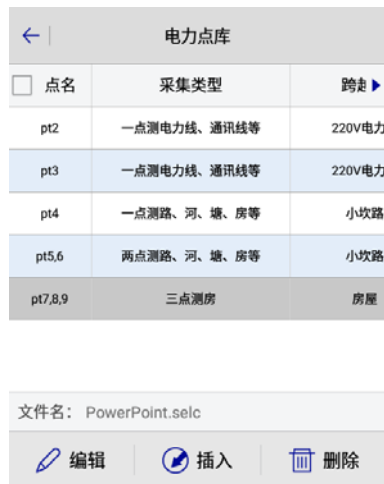 电力点库
点名 采集类型 跨越
pt2 一点测电力线、通讯线等 220V电力
pt3 一点测电力线、通讯线等 220V电力
pt4 一点测路、河、塘、房等 小坎路
pt5,6 两点测路、河、塘、房等 小坎路
pt7,8,9 三点测房 房屋
文件名： PowerPoint.selc
编辑 插入 删除